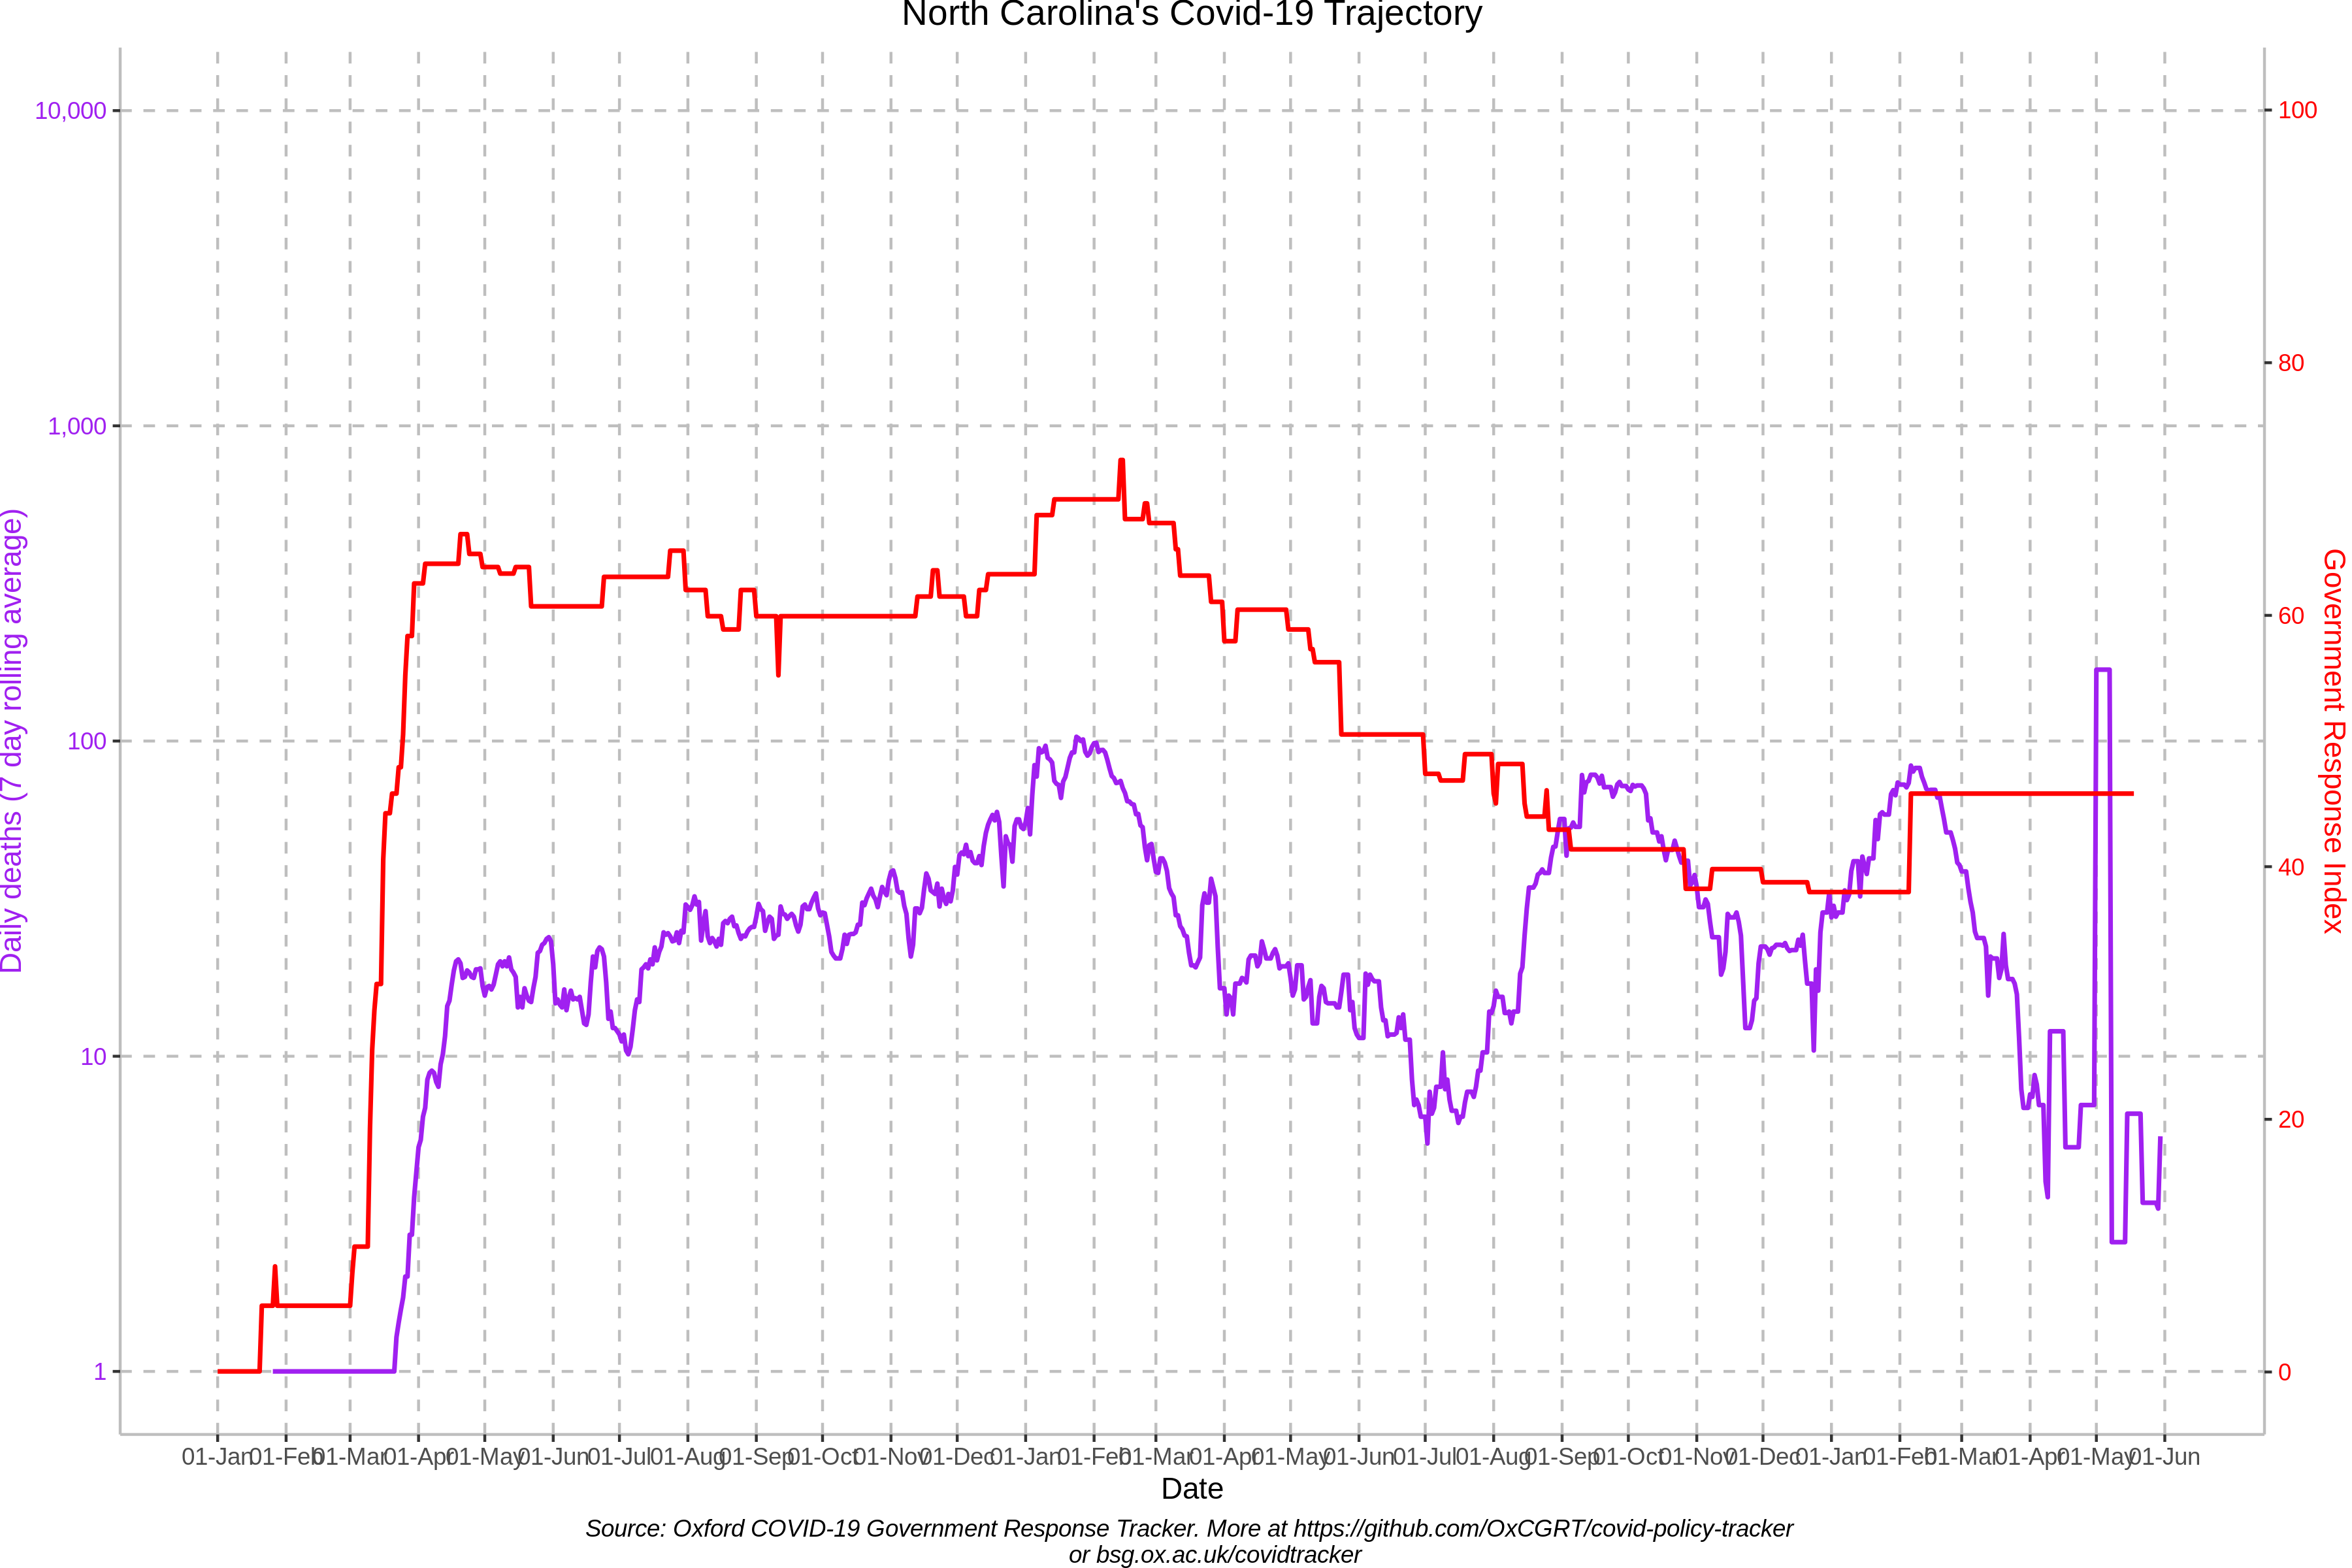 North Carolina's Covid-19 Trajectory
10,000
1,000
100
10
1
Daily deaths (7 day rolling average)
100
80
60
40
20
0
Government Response Index
01-Jan 01-Feb 01-Mar 01-Apr 01-May 01-Jun 01-Jul 01-Aug 01-Sep 01-Oct 01-Nov 01-Dec 01-Jan 01-Feb 01-Mar 01-Apr 01-May 01-Jun 01-Jul 01-Aug 01-Sep 01-Oct 01-Nov 01-Dec 01-Jan 01-Feb 01-Mar 01-Apr 01-May 01-Jun
Date
Source: Oxford COVID-19 Government Response Tracker. More at https://github.com/OxCGRT/covid-policy-tracker
or bsg.ox.ac.uk/covidtracker